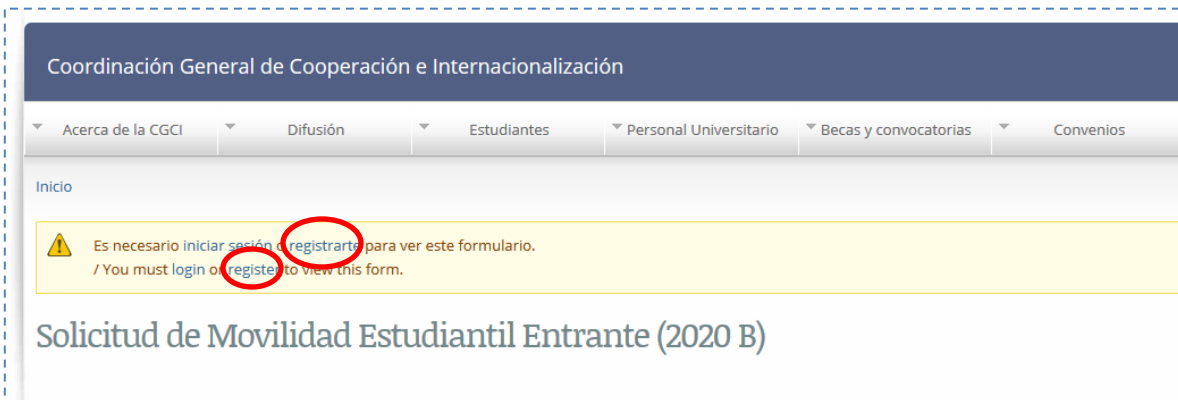 Coordinación General de Cooperación e Internacionalización
Acerca de la CGCI Difusión Estudiantes Personal Universitario Becas y convocatorias Convenios
Inicio
Es necesario iniciar sesión o registrarte para ver este formulario.
/ You must login or register to view this form.
Solicitud de Movilidad Estudiantil Entrante (2020 B)